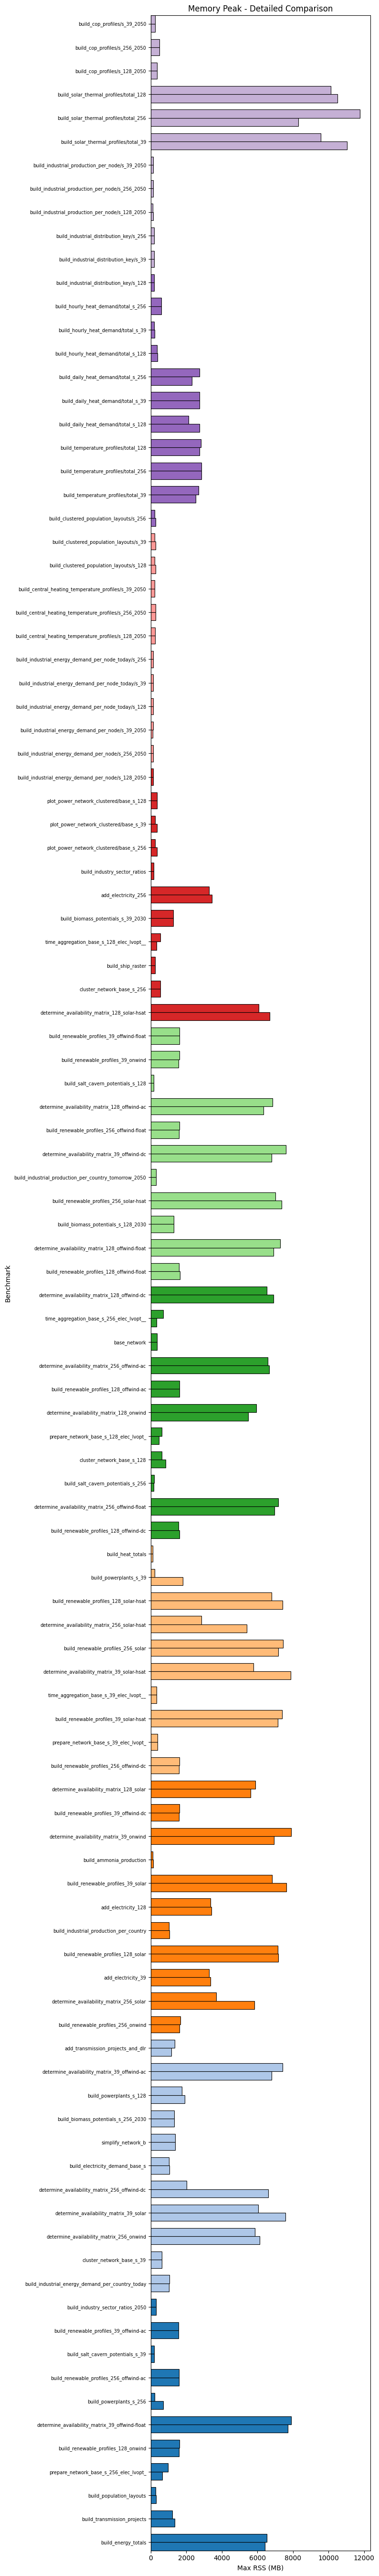 Memory Peak - Detailed Comparison
build_cop_profiles/s_39_2050
build_cop_profiles/s_256_2050
build_cop_profiles/s_128_2050
build_solar_thermal_profiles/total_128
build_solar_thermal_profiles/total_256
build_solar_thermal_profiles/total_39
build_industrial_production_per_node/s_39_2050
build_industrial_production_per_node/s_256_2050
build_industrial_production_per_node/s_128_2050
build_industrial_distribution_key/s_256
build_industrial_distribution_key/s_39
build_industrial_distribution_key/s_128
build_hourly_heat_demand/total_s_256
build_hourly_heat_demand/total_s_39
build_hourly_heat_demand/total_s_128
build_daily_heat_demand/total_s_256
build_daily_heat_demand/total_s_39
build_daily_heat_demand/total_s_128
build_temperature_profiles/total_128
build_temperature_profiles/total_256
build_temperature_profiles/total_39
build_clustered_population_layouts/s_256
build_clustered_population_layouts/s_39
build_clustered_population_layouts/s_128
build_central_heating_temperature_profiles/s_39_2050
build_central_heating_temperature_profiles/s_256_2050
build_central_heating_temperature_profiles/s_128_2050
build_industrial_energy_demand_per_node_today/s_256
build_industrial_energy_demand_per_node_today/s_39
build_industrial_energy_demand_per_node_today/s_128
build_industrial_energy_demand_per_node/s_39_2050
build_industrial_energy_demand_per_node/s_256_2050
build_industrial_energy_demand_per_node/s_128_2050
plot_power_network_clustered/base_s_128
plot_power_network_clustered/base_s_39
plot_power_network_clustered/base_s_256
build_industry_sector_ratios
add_electricity_256
build_biomass_potentials_s_39_2030
time_aggregation_base_s_128_elec_lvopt__
build_ship_raster
cluster_network_base_s_256
determine_availability_matrix_128_solar-hsat
build_renewable_profiles_39_offwind-float
build_renewable_profiles_39_onwind
build_salt_cavern_potentials_s_128
determine_availability_matrix_128_offwind-ac
build_renewable_profiles_256_offwind-float
determine_availability_matrix_39_offwind-dc
build_industrial_production_per_country_tomorrow_2050
build_renewable_profiles_256_solar-hsat
build_biomass_potentials_s_128_2030
determine_availability_matrix_128_offwind-float
build_renewable_profiles_128_offwind-float
determine_availability_matrix_128_offwind-dc
time_aggregation_base_s_256_elec_lvopt__
base_network
determine_availability_matrix_256_offwind-ac
build_renewable_profiles_128_offwind-ac
determine_availability_matrix_128_onwind
prepare_network_base_s_128_elec_lvopt_
cluster_network_base_s_128
build_salt_cavern_potentials_s_256
determine_availability_matrix_256_offwind-float
build_renewable_profiles_128_offwind-dc
build_heat_totals
build_powerplants_s_39
build_renewable_profiles_128_solar-hsat
determine_availability_matrix_256_solar-hsat
build_renewable_profiles_256_solar
determine_availability_matrix_39_solar-hsat
time_aggregation_base_s_39_elec_lvopt__
build_renewable_profiles_39_solar-hsat
prepare_network_base_s_39_elec_lvopt_
build_renewable_profiles_256_offwind-dc
determine_availability_matrix_128_solar
build_renewable_profiles_39_offwind-dc
determine_availability_matrix_39_onwind
build_ammonia_production
build_renewable_profiles_39_solar
add_electricity_128
build_industrial_production_per_country
build_renewable_profiles_128_solar
add_electricity_39
determine_availability_matrix_256_solar
build_renewable_profiles_256_onwind
add_transmission_projects_and_dlr
determine_availability_matrix_39_offwind-ac
build_powerplants_s_128
build_biomass_potentials_s_256_2030
simplify_network_b
build_electricity_demand_base_s
determine_availability_matrix_256_offwind-dc
determine_availability_matrix_39_solar
determine_availability_matrix_256_onwind
cluster_network_base_s_39
build_industrial_energy_demand_per_country_today
build_industry_sector_ratios_2050
build_renewable_profiles_39_offwind-ac
build_salt_cavern_potentials_s_39
build_renewable_profiles_256_offwind-ac
build_powerplants_s_256
determine_availability_matrix_39_offwind-float
build_renewable_profiles_128_onwind
prepare_network_base_s_256_elec_lvopt_
build_population_layouts
build_transmission_projects
build_energy_totals
Benchmark
0 2000 4000 6000 8000 10000 12000
Max RSS (MB)